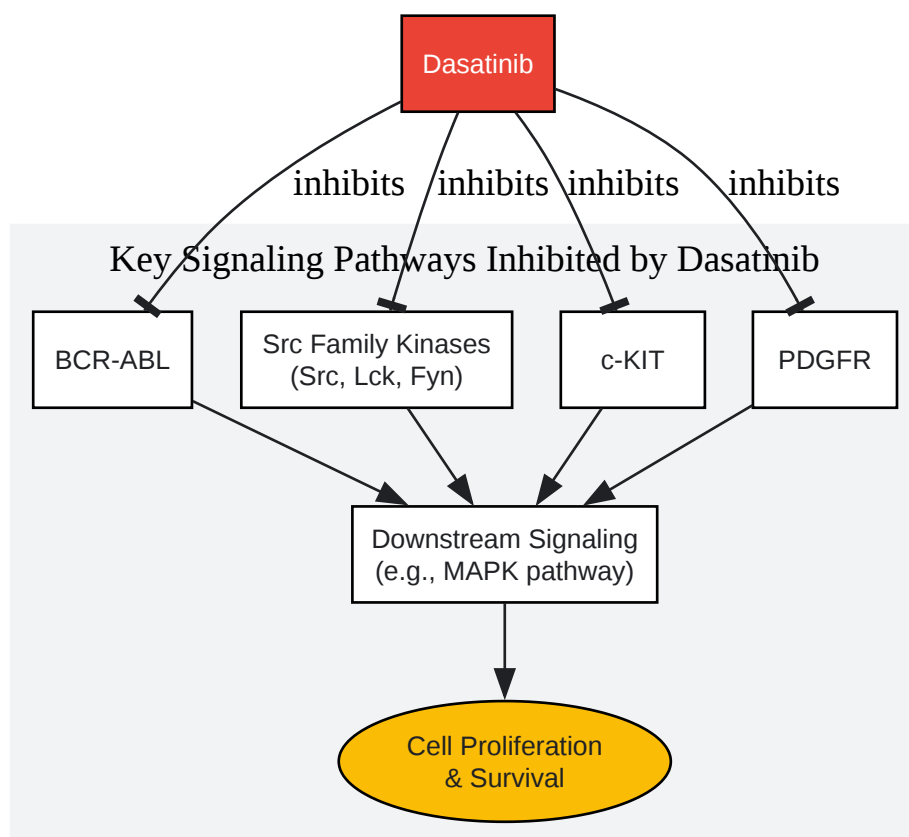 Dasatinib
inhibits inhibits inhibits inhibits
Key Signaling Pathways Inhibited by Dasatinib
BCR-ABL
Src Family Kinases
(Src, Lck, Fyn)
c-KIT
PDGFR
Downstream Signaling
(e.g., MAPK pathway)
Cell Proliferation
& Survival